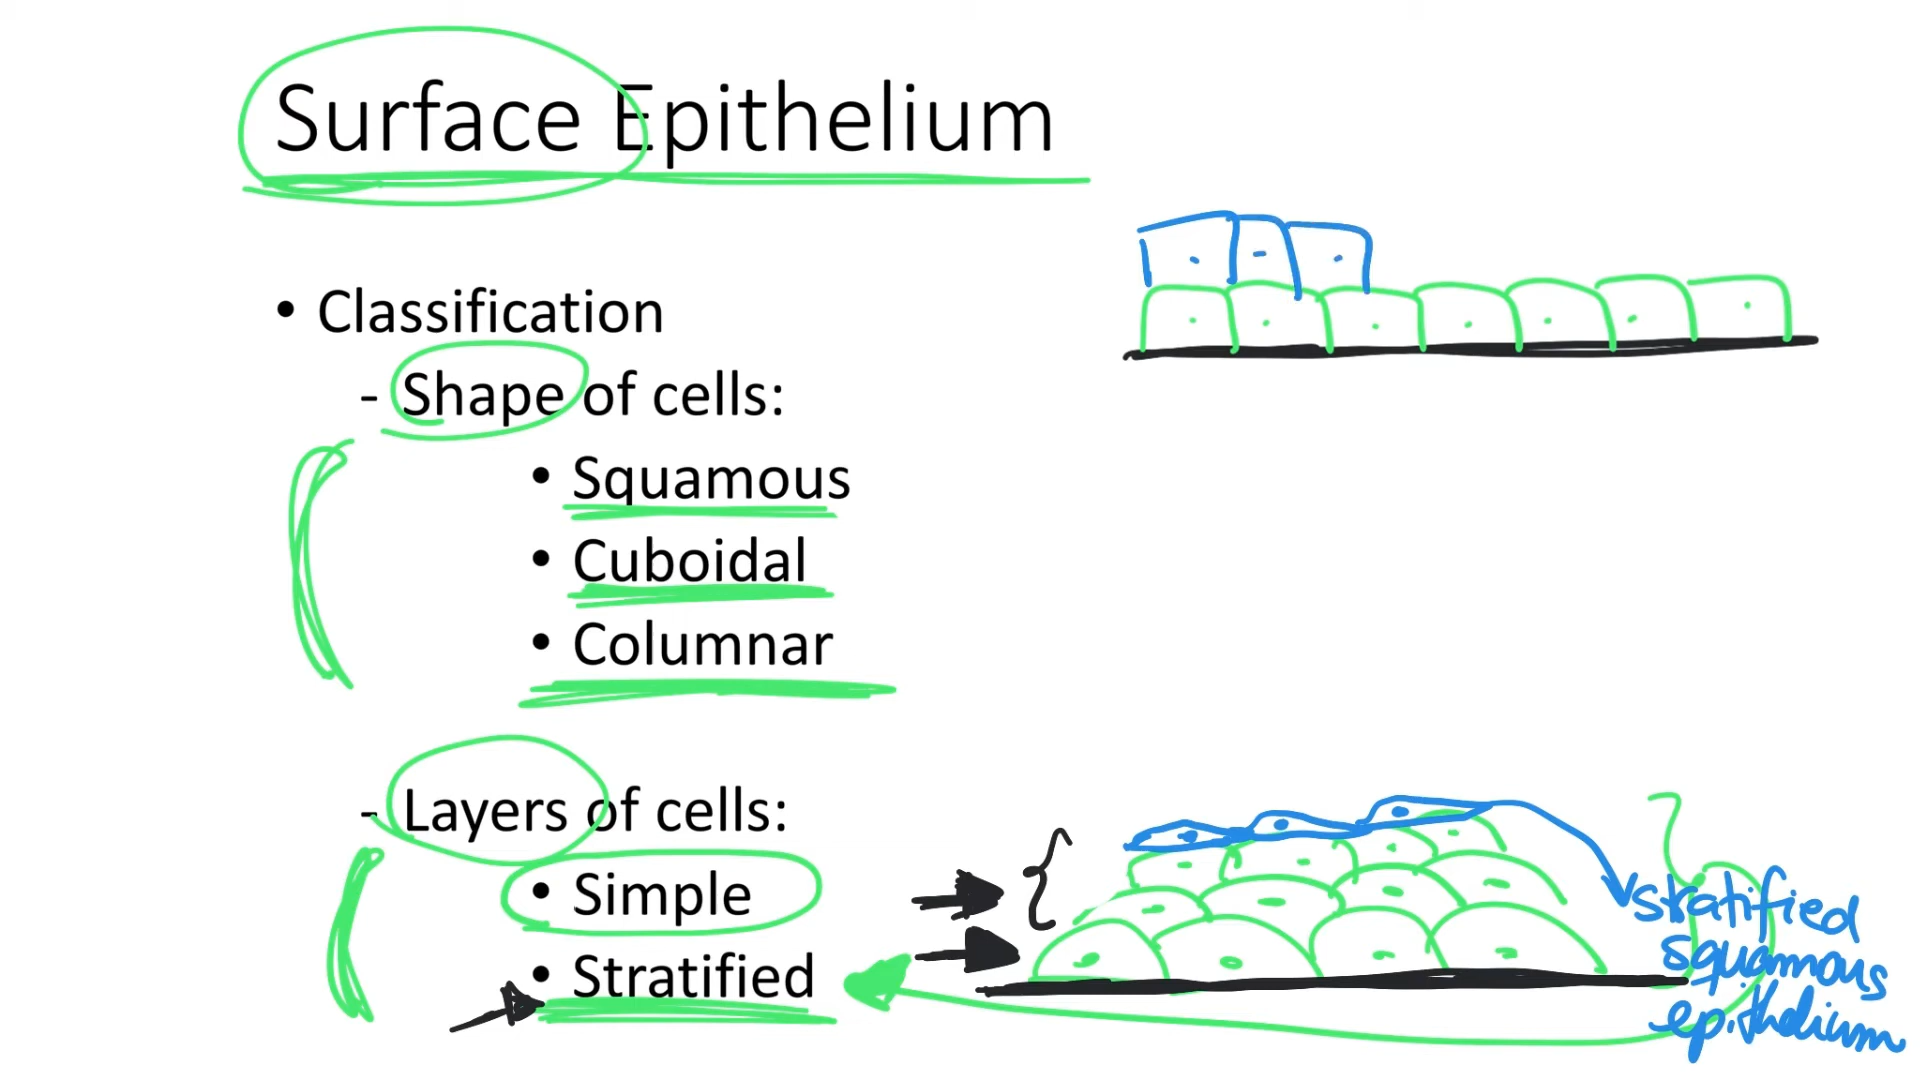 Surface Epithelium
• Classification
- Shape of cells:
• Squamous
• Cuboidal
• Columnar
- Layers of cells:
• Simple
• Stratified
stratified
squamous
epithelium